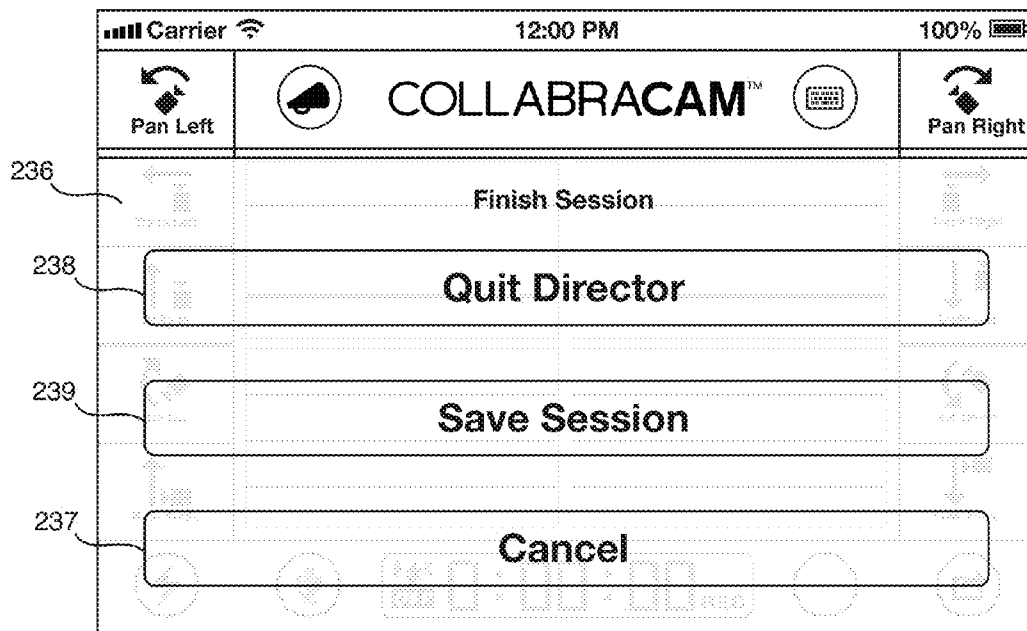 Carrier 12:00 PM 100%
Pan Left COLLABRACAM™ Pan Right
236
Finish Session
238
Quit Director
239
Save Session
237
Cancel
REC